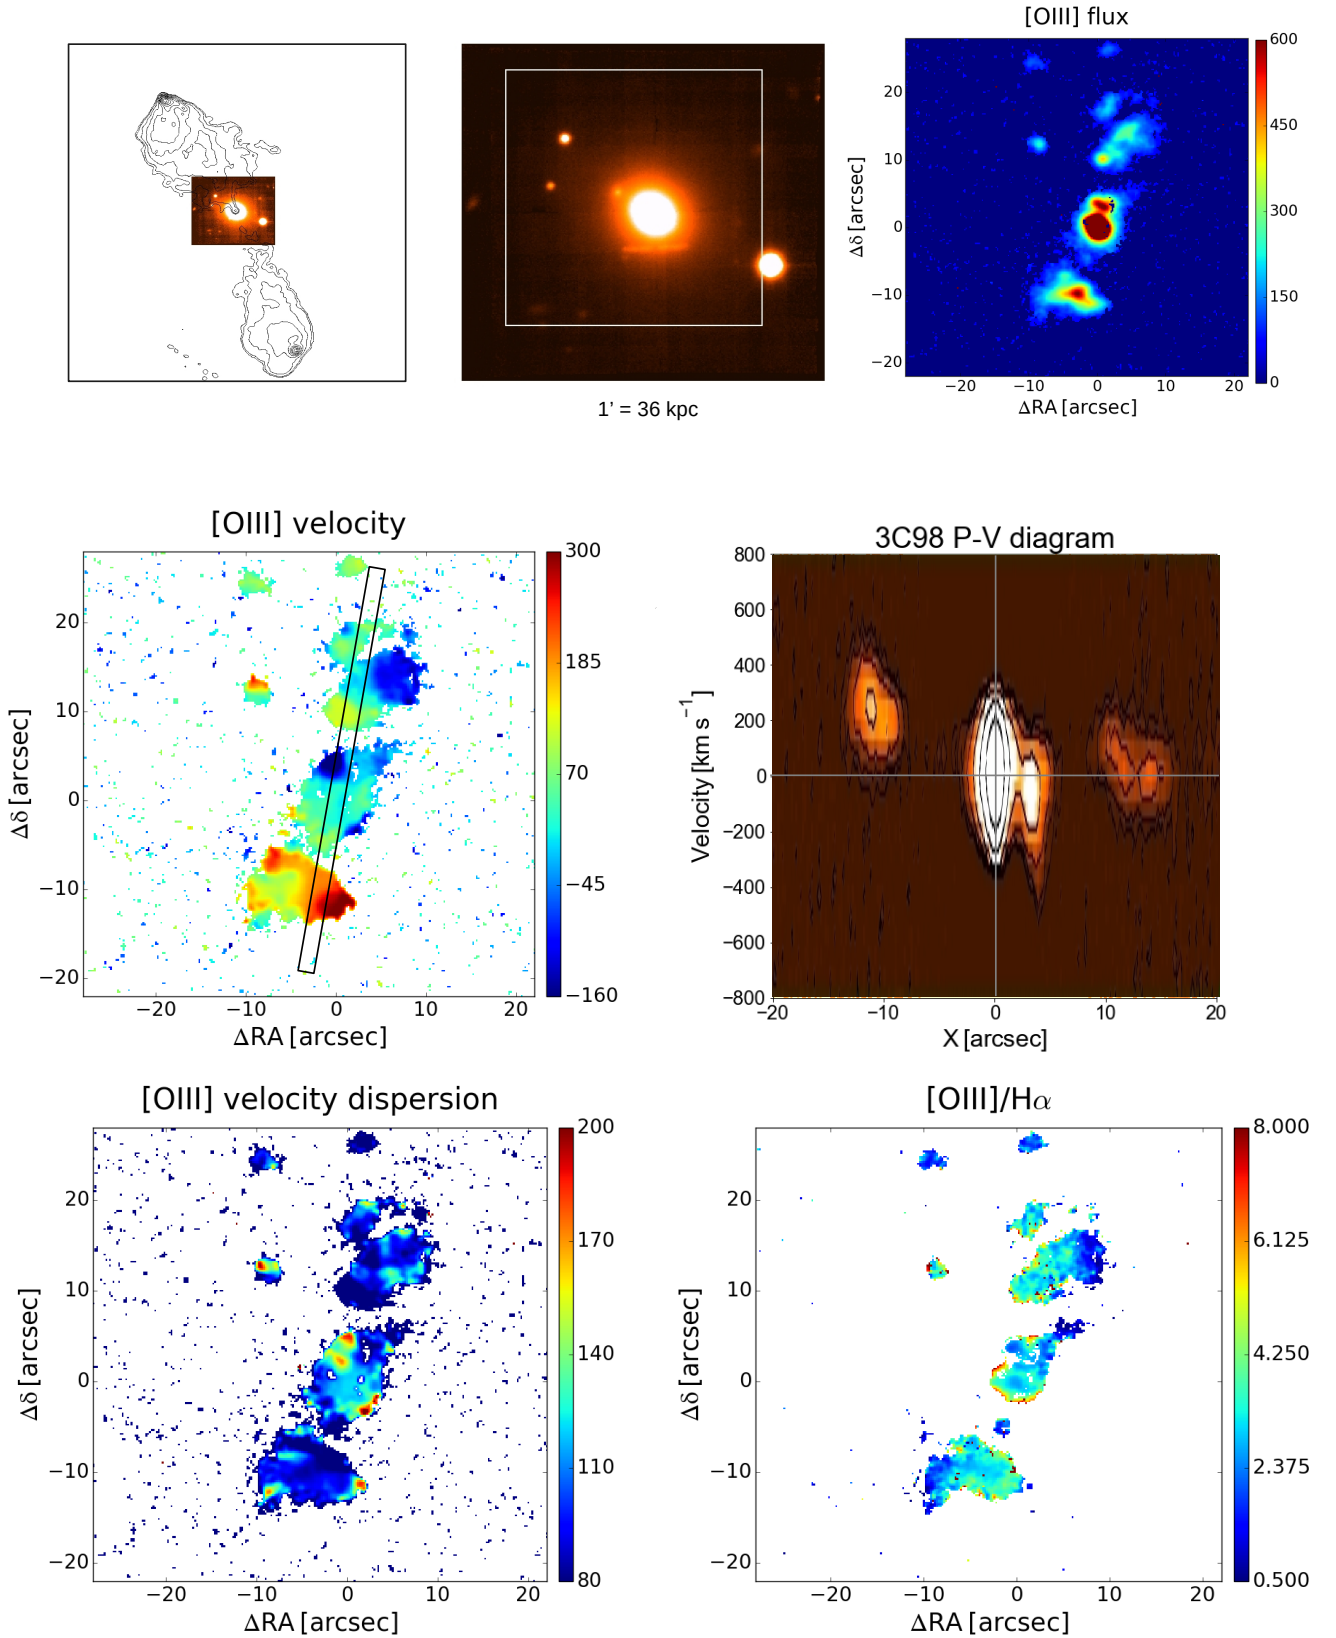 [OIII] flux
600
450
300
150
0
20
10
0
−10
−20
Δδ [arcsec]
−20 −10 0 10 20
ΔRA [arcsec]
1’ = 36 kpc
[OIII] velocity
300
185
70
−45
−160
20
10
0
−10
−20
Δδ [arcsec]
−20 −10 0 10 20
ΔRA [arcsec]
3C98 P-V diagram
800
600
400
200
0
−200
−400
−600
−800
Velocity [km s⁻¹]
−20 −10 0 10 20
X [arcsec]
[OIII] velocity dispersion
200
170
140
110
80
20
10
0
−10
−20
Δδ [arcsec]
−20 −10 0 10 20
ΔRA [arcsec]
[OIII]/Hα
8.000
6.125
4.250
2.375
0.500
20
10
0
−10
−20
Δδ [arcsec]
−20 −10 0 10 20
ΔRA [arcsec]